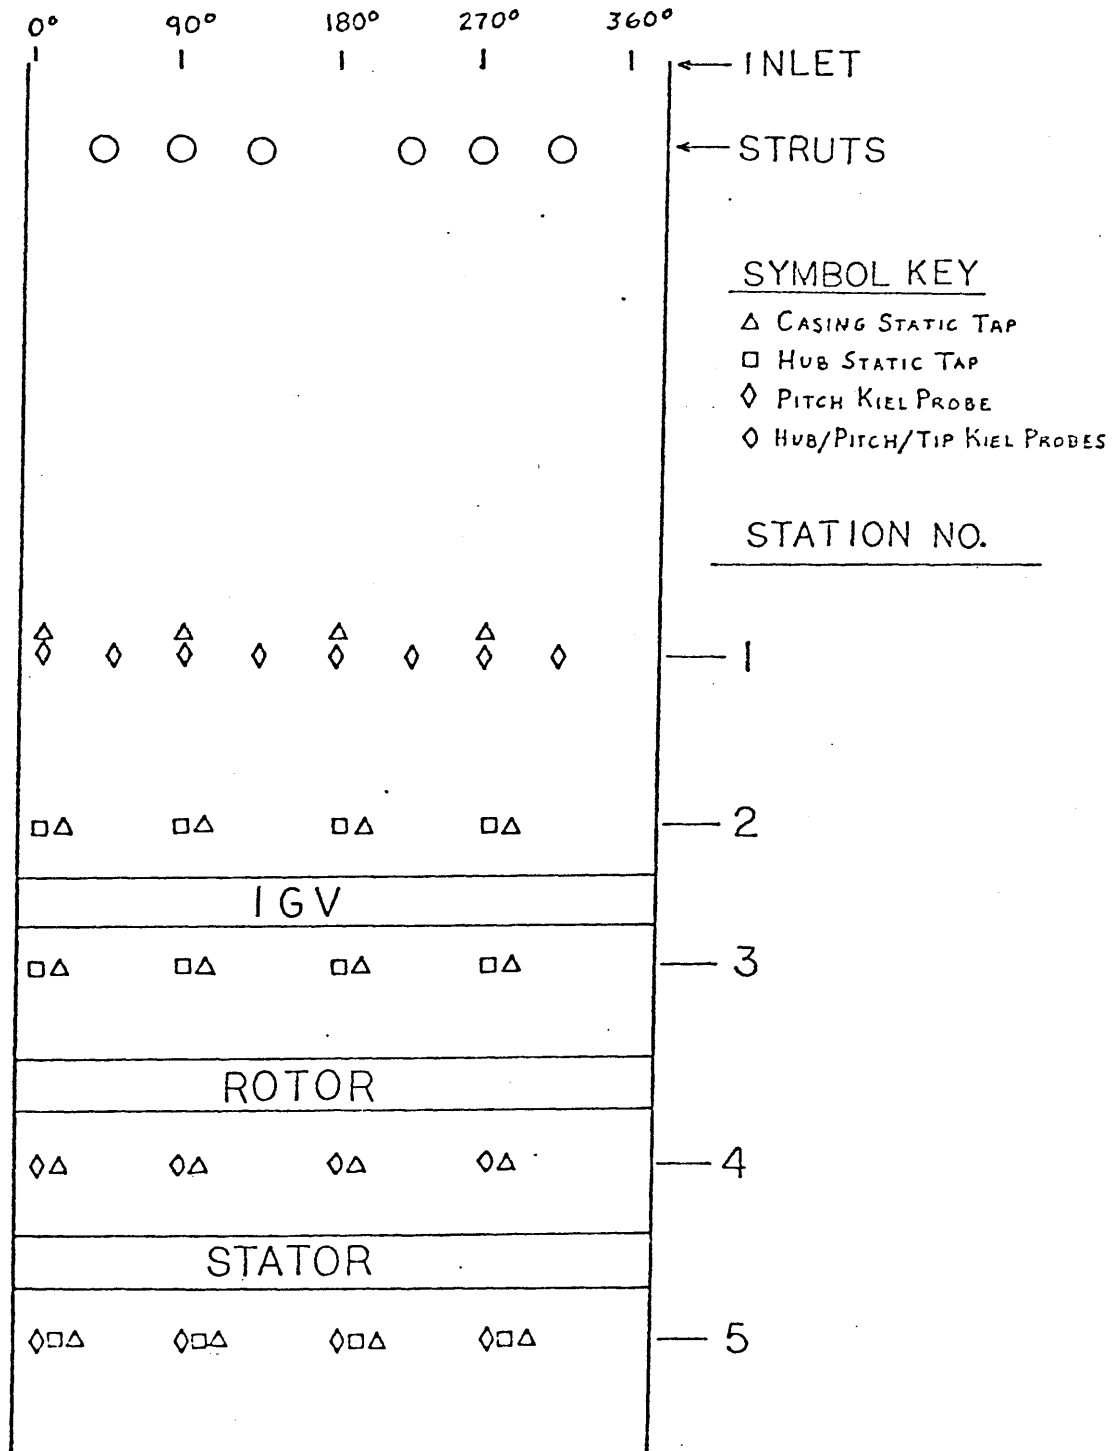 0° 90° 180° 270° 360°
INLET
STRUTS
SYMBOL KEY
△ CASING STATIC TAP
□ HUB STATIC TAP
◊ PITCH KIEL PROBE
◊ HUB/PITCH/TIP KIEL PROBES
STATION NO.
1
2
IGV
3
ROTOR
4
STATOR
5